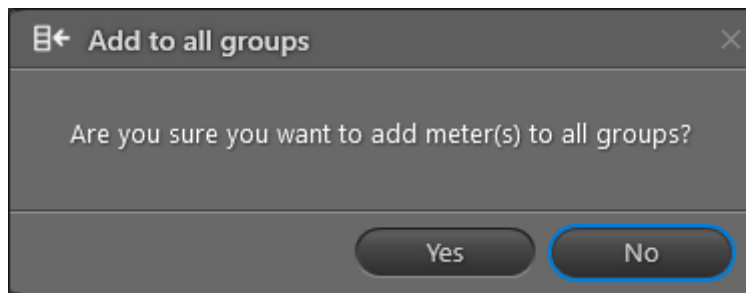 Add to all groups
Are you sure you want to add meter(s) to all groups?
Yes No